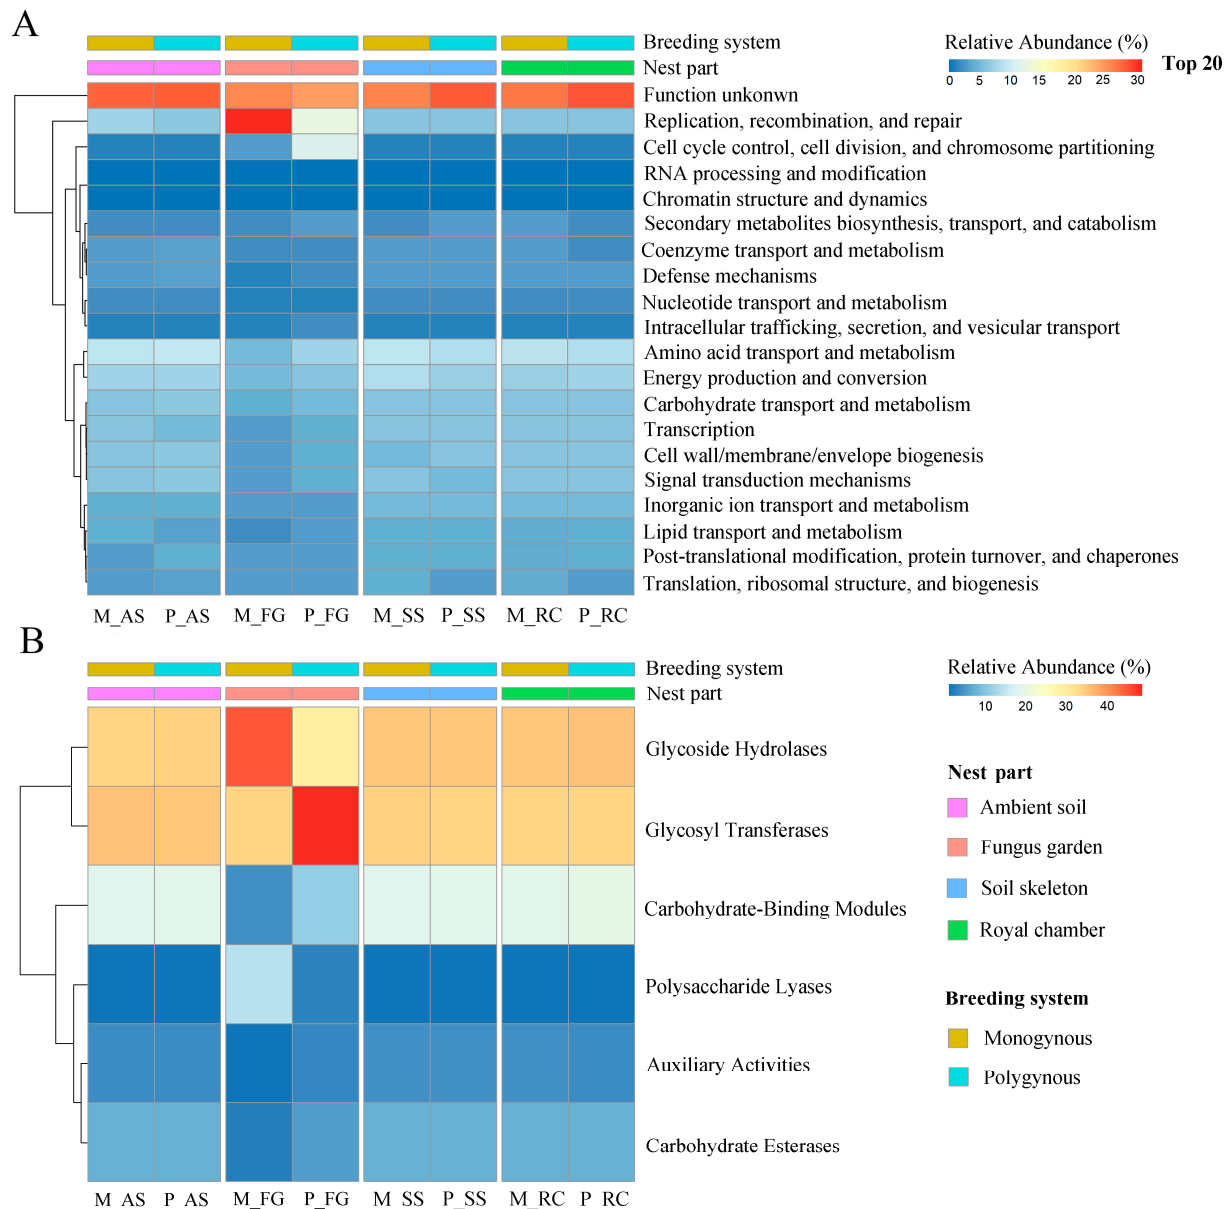 A
Breeding system
Nest part
Relative Abundance (%)
0 5 10 15 20 25 30
Top 20
Function unkonwn
Replication, recombination, and repair
Cell cycle control, cell division, and chromosome partitioning
RNA processing and modification
Chromatin structure and dynamics
Secondary metabolites biosynthesis, transport, and catabolism
Coenzyme transport and metabolism
Defense mechanisms
Nucleotide transport and metabolism
Intracellular trafficking, secretion, and vesicular transport
Amino acid transport and metabolism
Energy production and conversion
Carbohydrate transport and metabolism
Transcription
Cell wall/membrane/envelope biogenesis
Signal transduction mechanisms
Inorganic ion transport and metabolism
Lipid transport and metabolism
Post-translational modification, protein turnover, and chaperones
Translation, ribosomal structure, and biogenesis
M_AS P_AS M_FG P_FG M_SS P_SS M_RC P_RC
B
Breeding system
Nest part
Relative Abundance (%)
10 20 30 40
Glycoside Hydrolases
Glycosyl Transferases
Carbohydrate-Binding Modules
Polysaccharide Lyases
Auxiliary Activities
Carbohydrate Esterases
Nest part
Ambient soil
Fungus garden
Soil skeleton
Royal chamber
Breeding system
Monogynous
Polygynous
M AS P AS M_FG P_FG M SS P_SS M_RC P RC